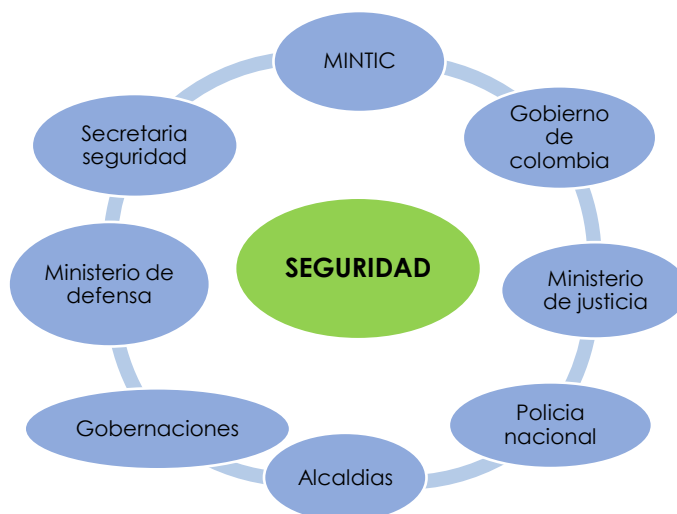 MINTIC
Gobierno
de
colombia
Ministerio
de justicia
Policia
nacional
Alcaldias
Gobernaciones
Ministerio de
defensa
Secretaria
seguridad
SEGURIDAD